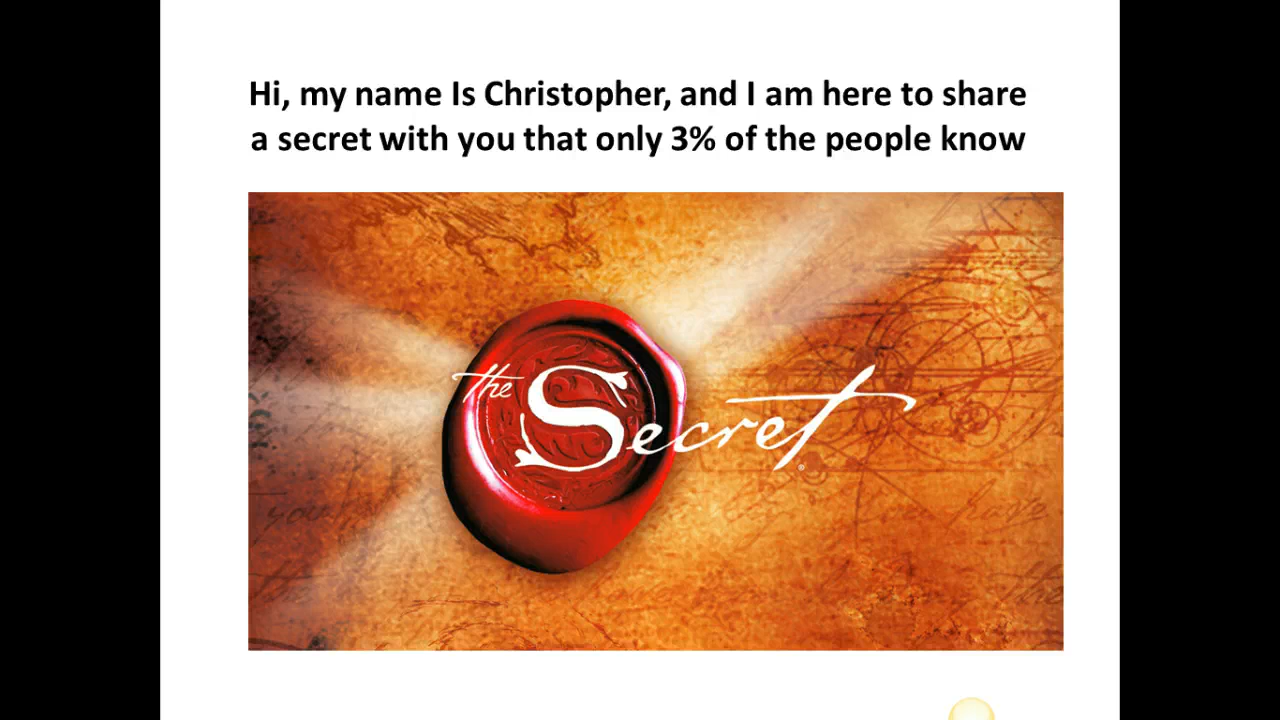 Hi, my name Is Christopher, and I am here to share
a secret with you that only 3% of the people know
the Secret®